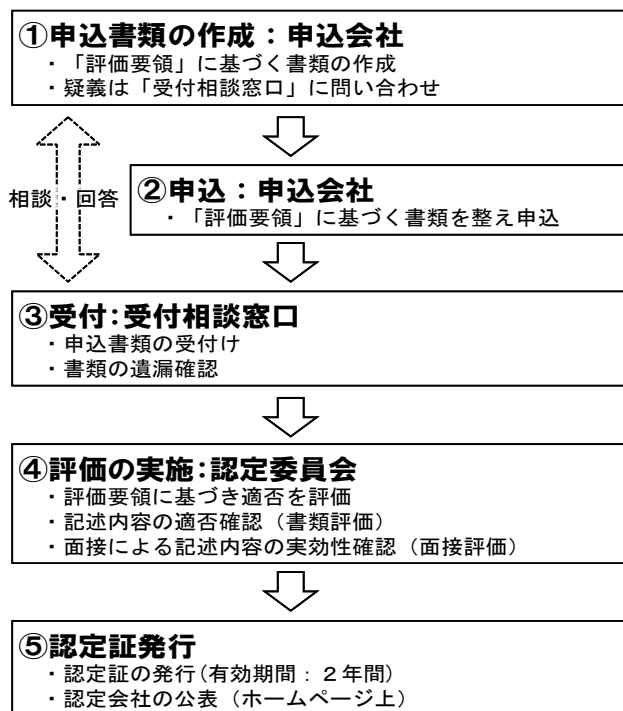 ①申込書類の作成：申込会社
・「評価要領」に基づく書類の作成
・疑義は「受付相談窓口」に問い合わせ
相談・回答
②申込：申込会社
・「評価要領」に基づく書類を整え申込
③受付：受付相談窓口
・申込書類の受付け
・書類の遺漏確認
④評価の実施：認定委員会
・評価要領に基づき適否を評価
・記述内容の適否確認（書類評価）
・面接による記述内容の実効性確認（面接評価）
⑤認定証発行
・認定証の発行（有効期間：２年間）
・認定会社の公表（ホームページ上）